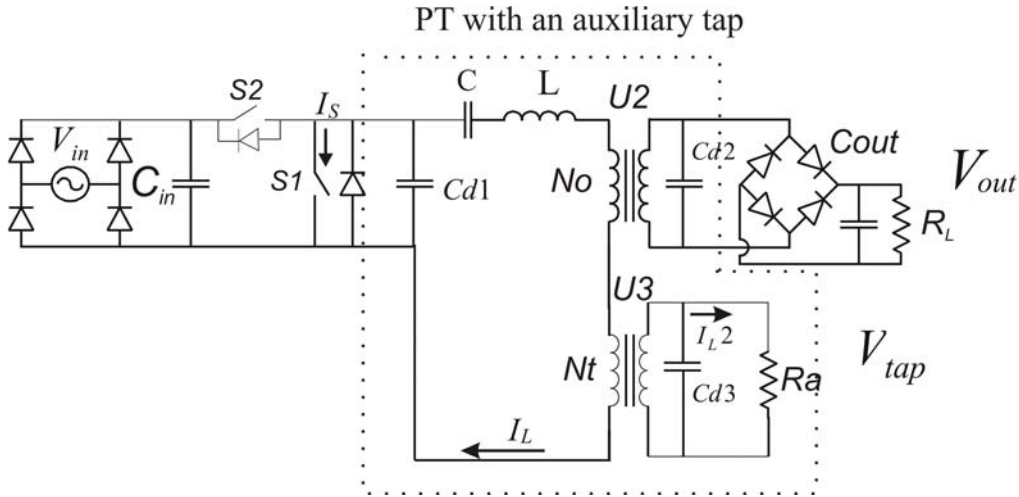 PT with an auxiliary tap
C
L
U2
S2
I_S
V_in
C_in
S1
Cd1
No
Cd2
Cout
V_out
R_L
U3
I_L2
V_tap
Nt
Cd3
Ra
I_L